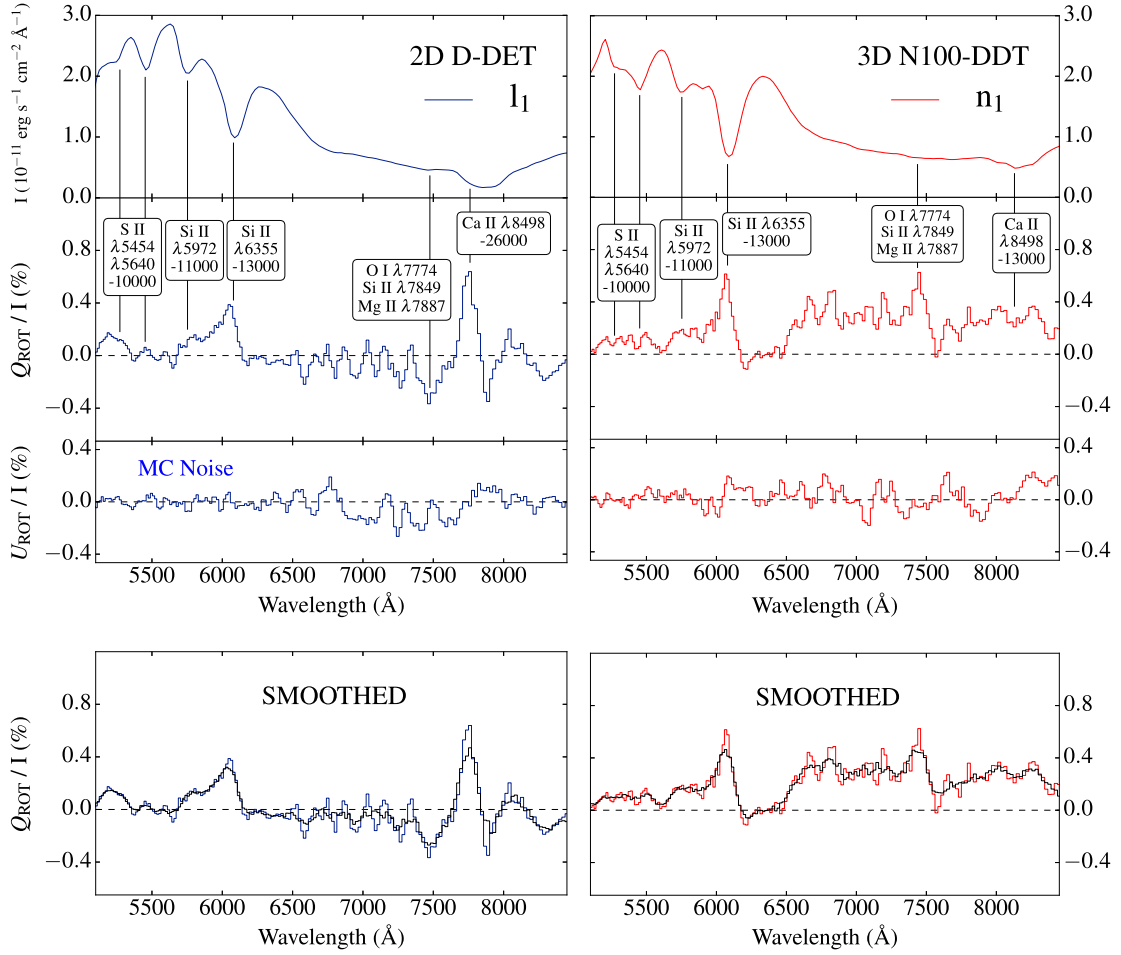 3.0
2.0
1.0
0.0
I (10⁻¹¹ erg s⁻¹ cm⁻² Å⁻¹)
2D D-DET
l₁
3D N100-DDT
n₁
3.0
2.0
1.0
0.0
S II
λ5454
λ5640
-10000
Si II
λ5972
-11000
Si II
λ6355
-13000
O I λ7774
Si II λ7849
Mg II λ7887
Ca II λ8498
-26000
S II
λ5454
λ5640
-10000
Si II
λ5972
-11000
Si II λ6355
-13000
O I λ7774
Si II λ7849
Mg II λ7887
Ca II
λ8498
-13000
Q_ROT / I (%)
0.8
0.4
0.0
−0.4
0.8
0.4
0.0
−0.4
U_ROT / I (%)
0.4
0.0
−0.4
MC Noise
0.4
0.0
−0.4
5500 6000 6500 7000 7500 8000
Wavelength (Å)
5500 6000 6500 7000 7500 8000
Wavelength (Å)
Q_ROT / I (%)
0.8
0.4
0.0
−0.4
SMOOTHED
SMOOTHED
0.8
0.4
0.0
−0.4
5500 6000 6500 7000 7500 8000
Wavelength (Å)
5500 6000 6500 7000 7500 8000
Wavelength (Å)